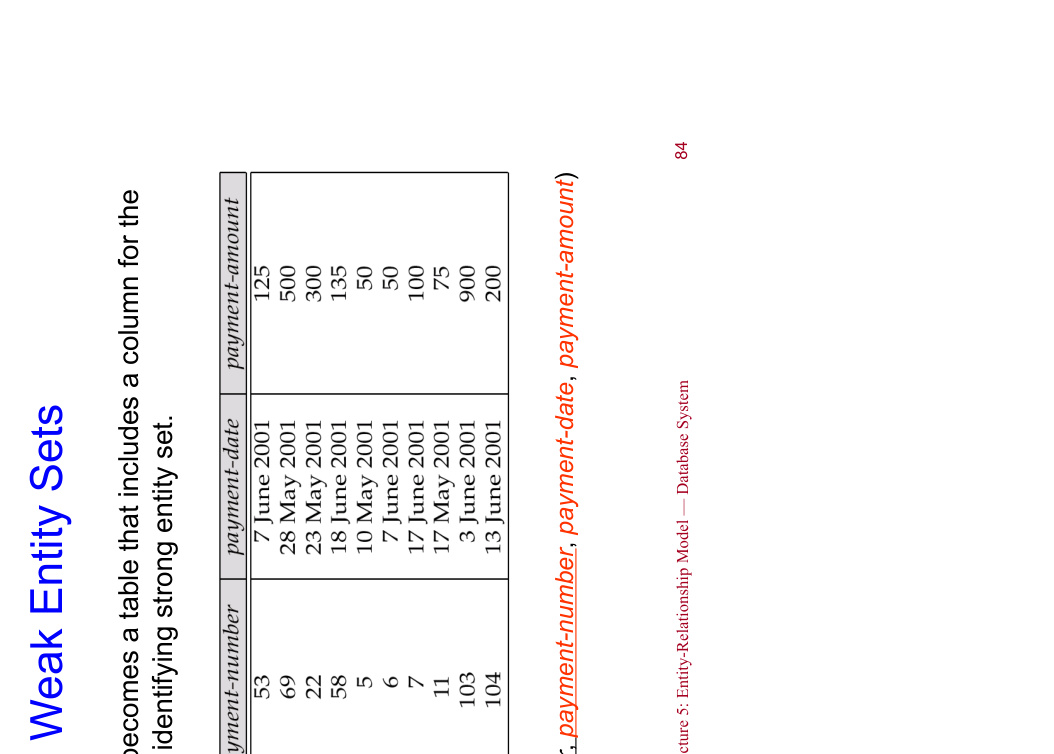 Weak Entity Sets
becomes a table that includes a column for the
identifying strong entity set.
yment-number payment-date payment-amount
53 7 June 2001 125
69 28 May 2001 500
22 23 May 2001 300
58 18 June 2001 135
5 10 May 2001 50
6 7 June 2001 50
7 17 June 2001 100
11 17 May 2001 75
103 3 June 2001 900
104 13 June 2001 200
, payment-number, payment-date, payment-amount)
cture 5: Entity-Relationship Model — Database System 84